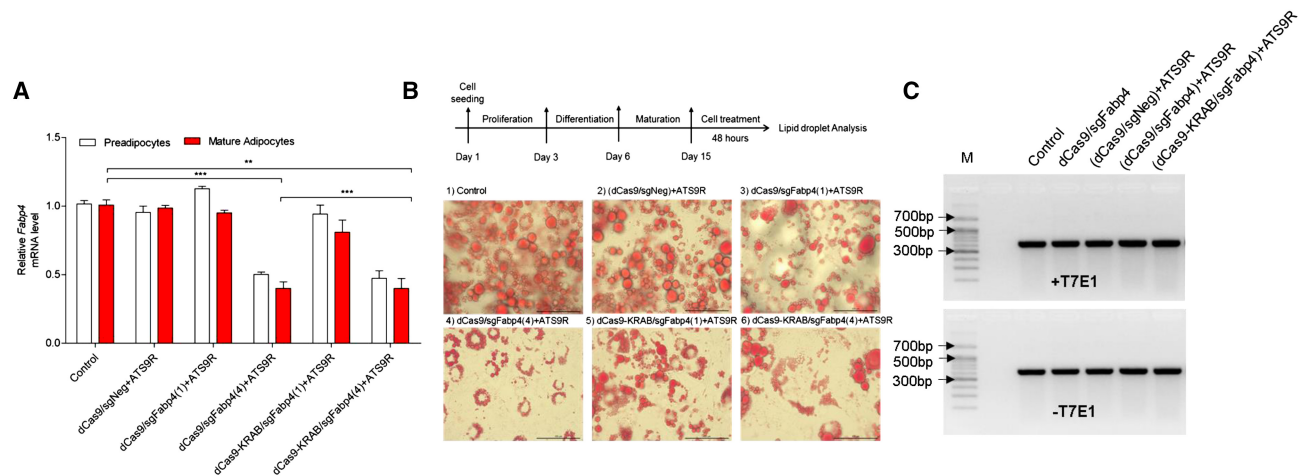 A
Relative Fabp4
mRNA level
1.5
1.0
0.5
0.0
Preadipocytes
Mature Adipocytes
**
***
***
Control
dCas9/sgNeg+ATS9R
dCas9/sgFabp4(1)+ATS9R
dCas9/sgFabp4(4)+ATS9R
dCas9-KRAB/sgFabp4(1)+ATS9R
dCas9-KRAB/sgFabp4(4)+ATS9R
B
Cell
seeding
Proliferation
Differentiation
Maturation
Cell treatment
48 hours
Lipid droplet Analysis
Day 1
Day 3
Day 6
Day 15
1) Control
2) (dCas9/sgNeg)+ATS9R
3) dCas9/sgFabp4(1)+ATS9R
4) dCas9/sgFabp4(4)+ATS9R
5) dCas9-KRAB/sgFabp4(1)+ATS9R
6) dCas9-KRAB/sgFabp4(4)+ATS9R
C
M
Control
dCas9/sgFabp4
(dCas9/sgNeg)+ATS9R
(dCas9/sgFabp4)+ATS9R
(dCas9-KRAB/sgFabp4)+ATS9R
700bp
500bp
300bp
+T7E1
700bp
500bp
300bp
-T7E1